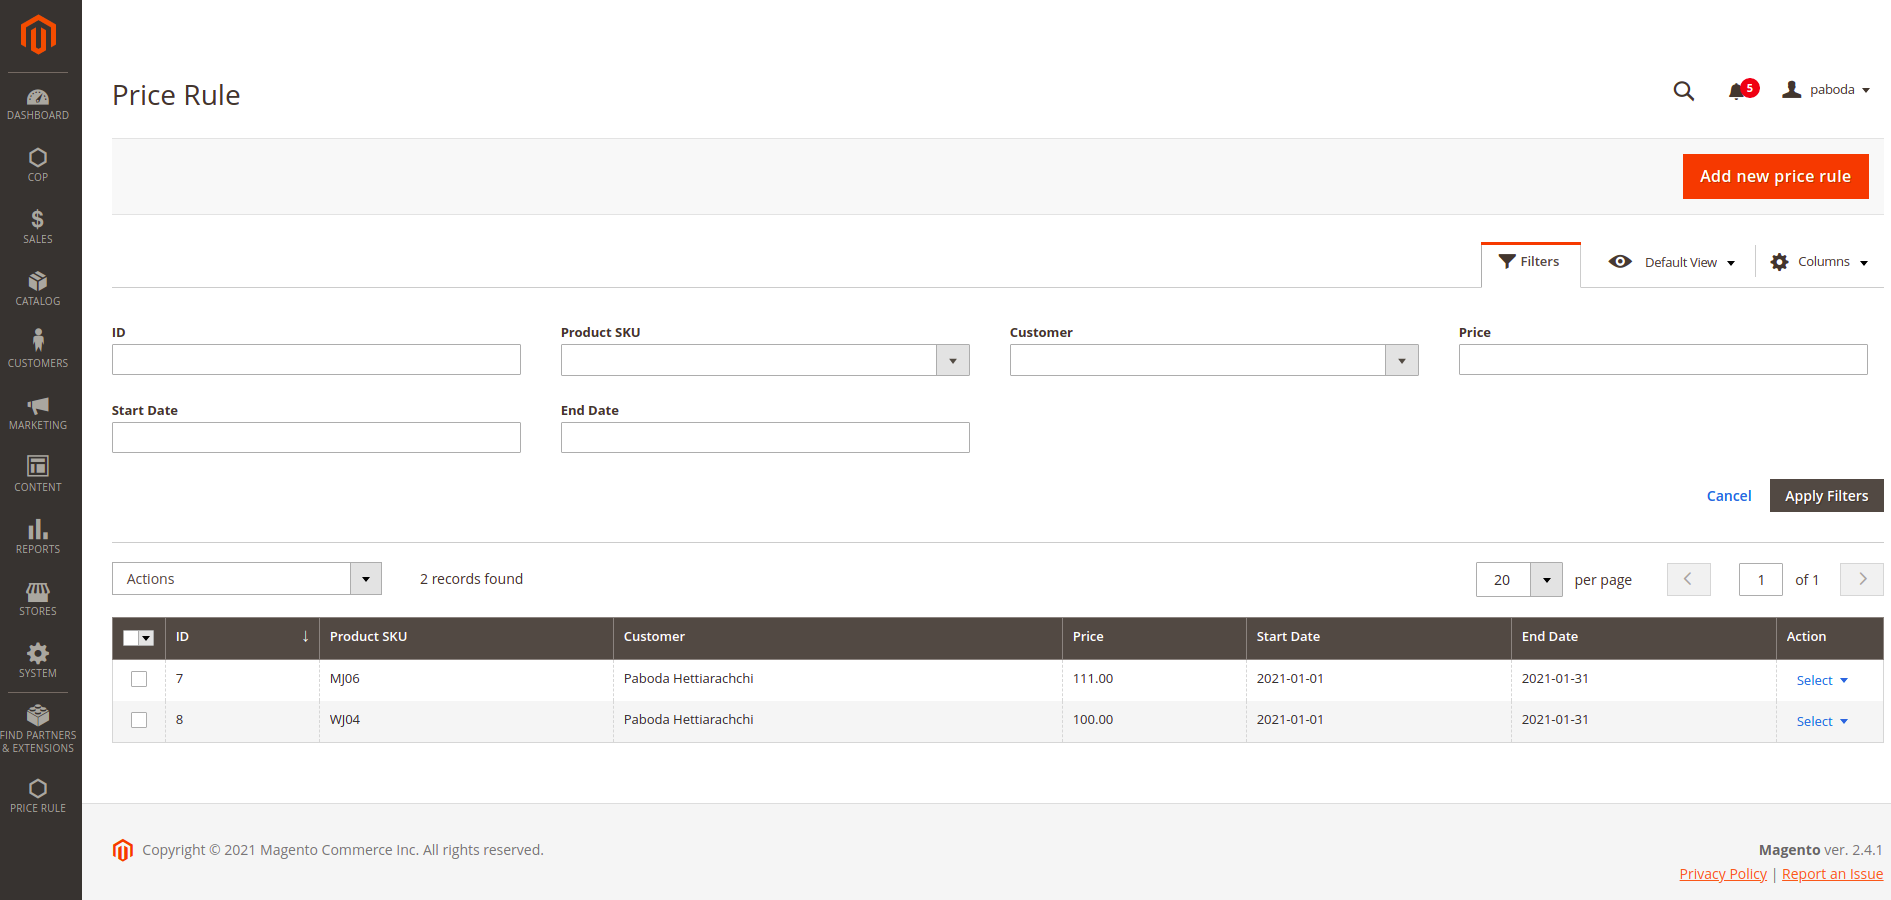 DASHBOARD
COP
SALES
CATALOG
CUSTOMERS
MARKETING
CONTENT
REPORTS
STORES
SYSTEM
FIND PARTNERS
& EXTENSIONS
PRICE RULE
Price Rule
5
paboda
Add new price rule
Filters
Default View
Columns
ID
Product SKU
Customer
Price
Start Date
End Date
Cancel
Apply Filters
Actions
2 records found
20
per page
1
of 1
ID ↓ Product SKU Customer Price Start Date End Date Action
7 MJ06 Paboda Hettiarachchi 111.00 2021-01-01 2021-01-31 Select
8 WJ04 Paboda Hettiarachchi 100.00 2021-01-01 2021-01-31 Select
Copyright © 2021 Magento Commerce Inc. All rights reserved.
Magento ver. 2.4.1
Privacy Policy | Report an Issue